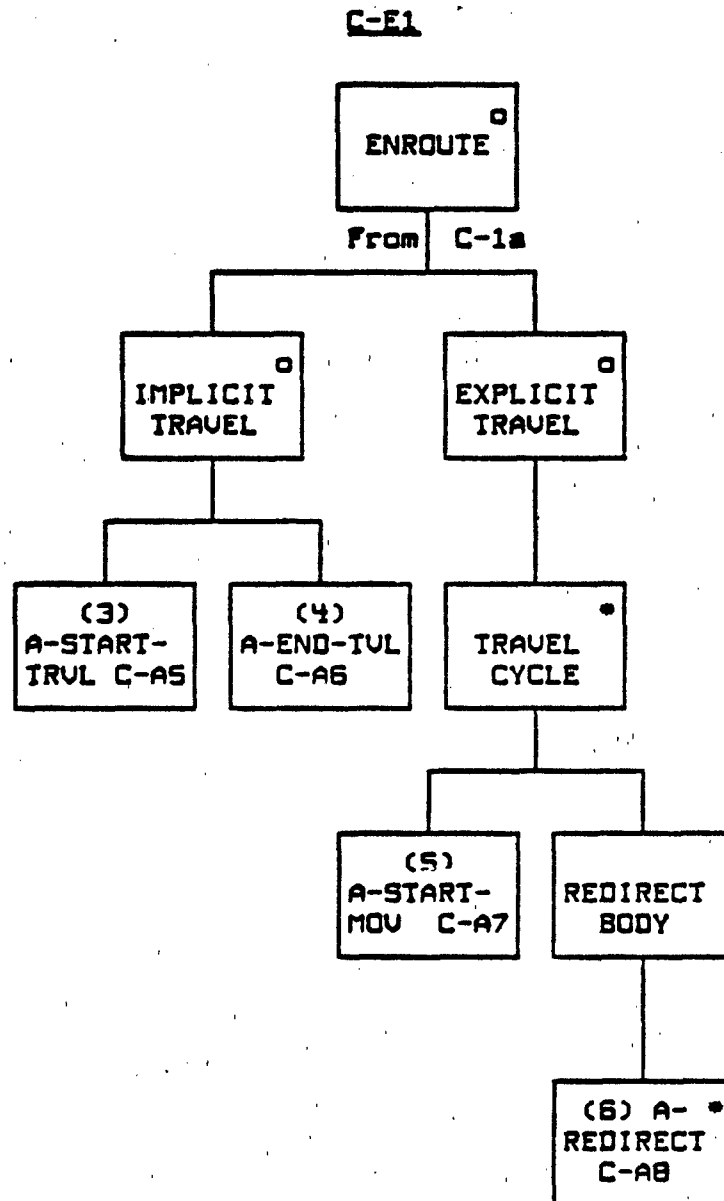 C-E1
o
ENROUTE
From C-1a
o
IMPLICIT
TRAVEL
o
EXPLICIT
TRAVEL
(3)
A-START-
TRVL C-A5
(4)
A-END-TVL
C-A6
*
TRAVEL
CYCLE
(5)
A-START-
MOV C-A7
REDIRECT
BODY
(6) A- *
REDIRECT
C-A8